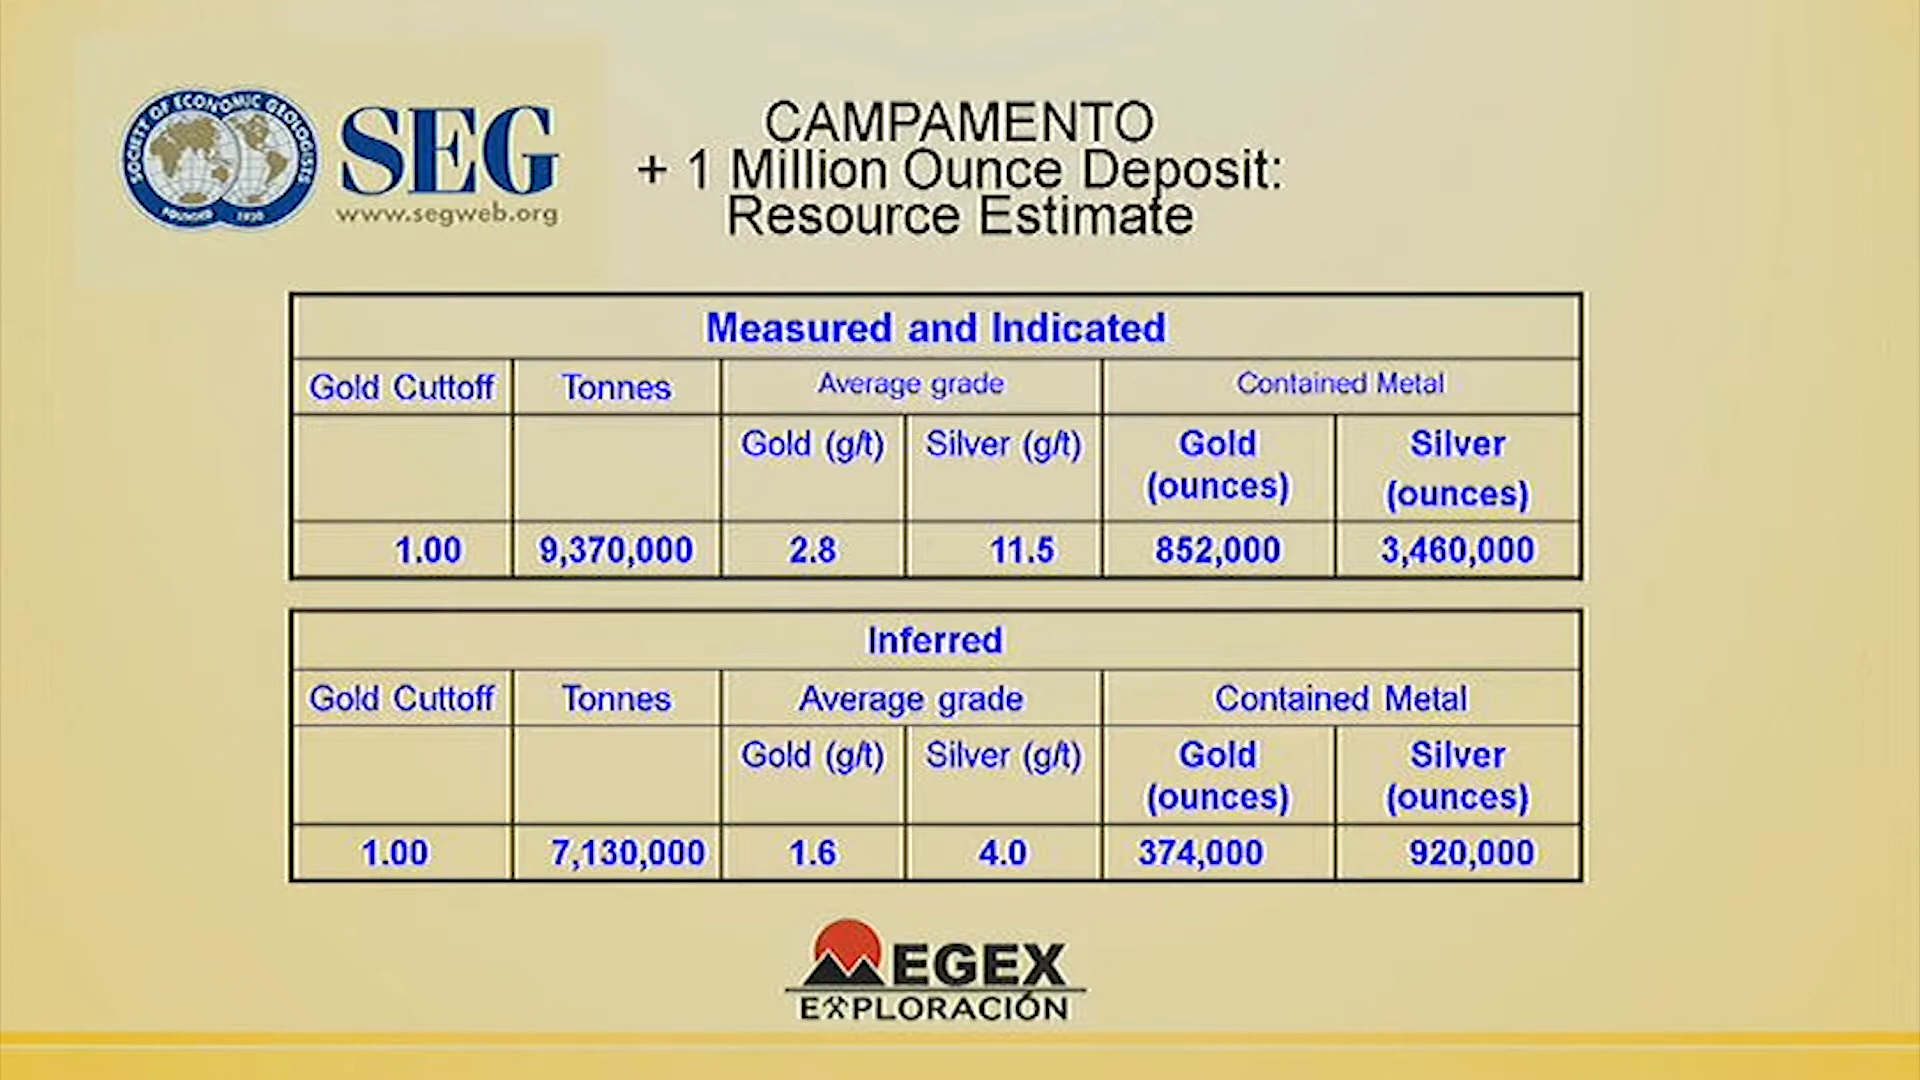 SOCIETY OF ECONOMIC GEOLOGISTS
FOUNDED 1920
SEG
www.segweb.org
CAMPAMENTO
+ 1 Million Ounce Deposit:
Resource Estimate
Measured and Indicated
Gold Cuttoff Tonnes Average grade Contained Metal
Gold (g/t) Silver (g/t) Gold (ounces) Silver (ounces)
1.00 9,370,000 2.8 11.5 852,000 3,460,000
Inferred
Gold Cuttoff Tonnes Average grade Contained Metal
Gold (g/t) Silver (g/t) Gold (ounces) Silver (ounces)
1.00 7,130,000 1.6 4.0 374,000 920,000
MEGEX
EXPLORACIÓN